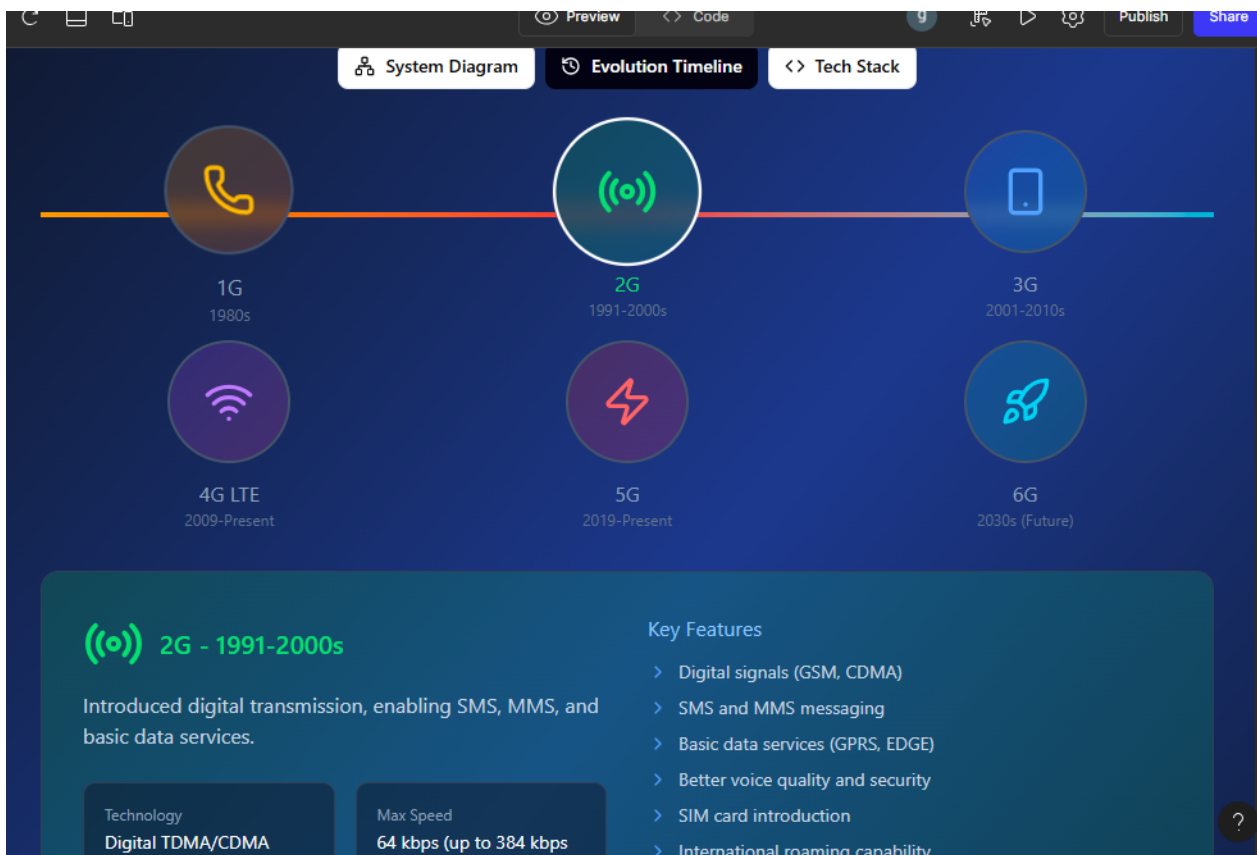 Preview
Code
g
Publish
Share
System Diagram
Evolution Timeline
Tech Stack
1G
1980s
2G
1991-2000s
3G
2001-2010s
4G LTE
2009-Present
5G
2019-Present
6G
2030s (Future)
2G - 1991-2000s
Introduced digital transmission, enabling SMS, MMS, and
basic data services.
Technology
Digital TDMA/CDMA
Max Speed
64 kbps (up to 384 kbps
Key Features
Digital signals (GSM, CDMA)
SMS and MMS messaging
Basic data services (GPRS, EDGE)
Better voice quality and security
SIM card introduction
International roaming capability
?